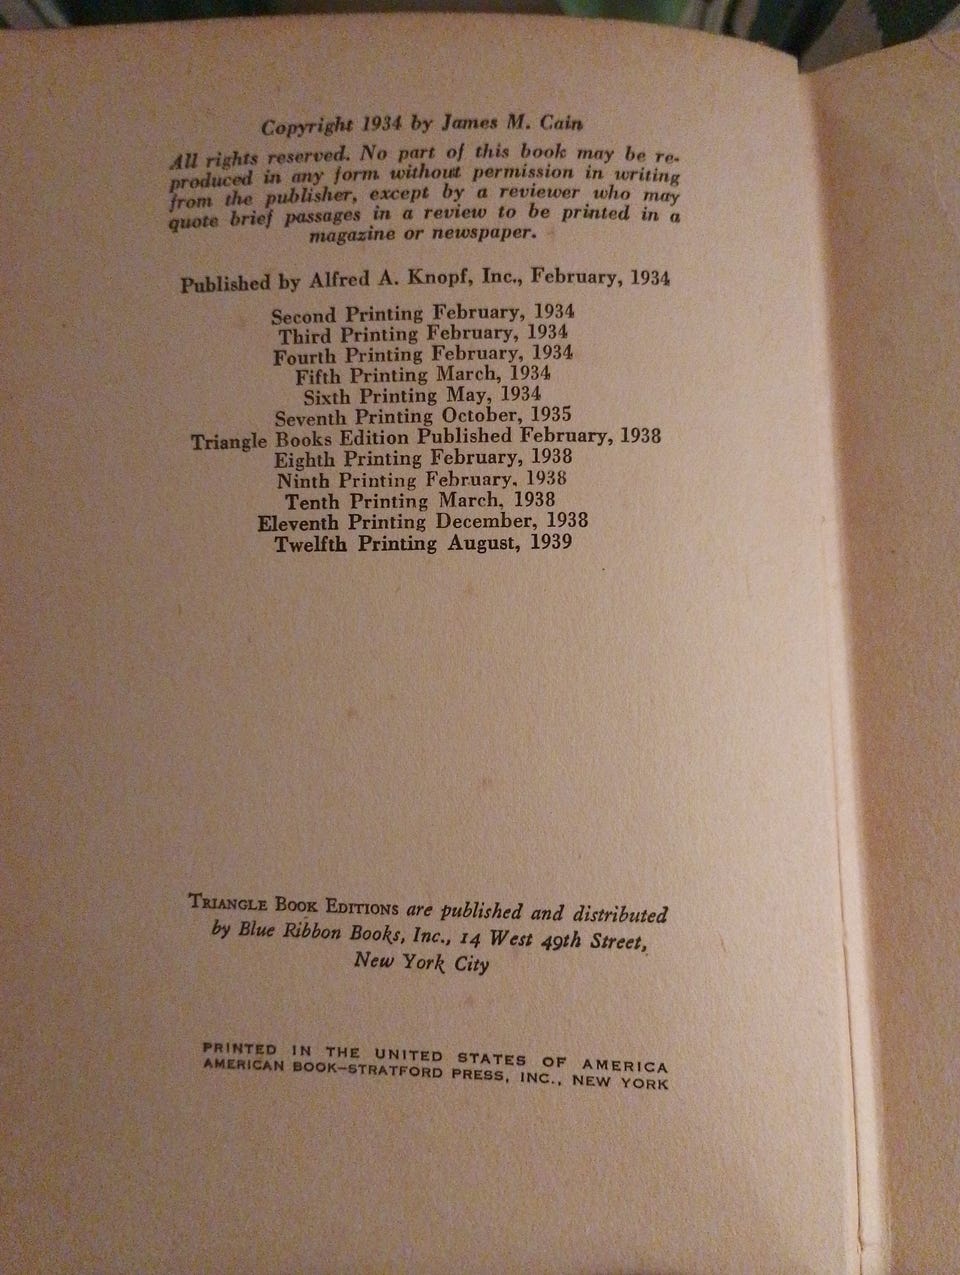 Copyright 1934 by James M. Cain
All rights reserved. No part of this book may be re-
produced in any form without permission in writing
from the publisher, except by a reviewer who may
quote brief passages in a review to be printed in a
magazine or newspaper.
Published by Alfred A. Knopf, Inc., February, 1934
Second Printing February, 1934
Third Printing February, 1934
Fourth Printing February, 1934
Fifth Printing March, 1934
Sixth Printing May, 1934
Seventh Printing October, 1935
Triangle Books Edition Published February, 1938
Eighth Printing February, 1938
Ninth Printing February, 1938
Tenth Printing March, 1938
Eleventh Printing December, 1938
Twelfth Printing August, 1939
TRIANGLE BOOK EDITIONS are published and distributed
by Blue Ribbon Books, Inc., 14 West 49th Street,
New York City
PRINTED IN THE UNITED STATES OF AMERICA
AMERICAN BOOK–STRATFORD PRESS, INC., NEW YORK